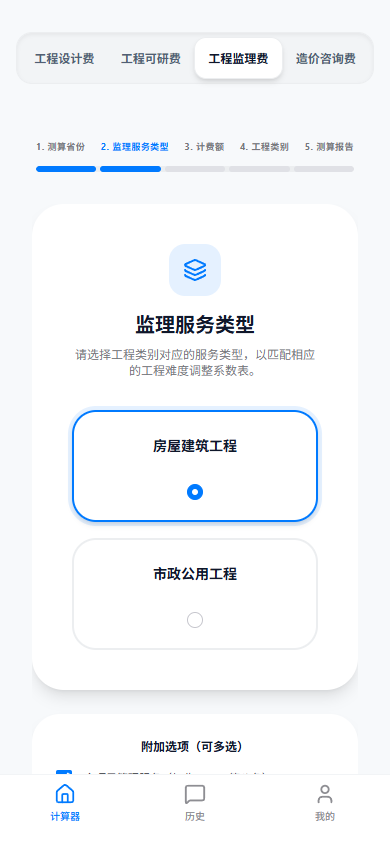 工程设计费 工程可研费 工程监理费 造价咨询费
1. 测算省份 2. 监理服务类型 3. 计费额 4. 工程类别 5. 测算报告
监理服务类型
请选择工程类别对应的服务类型，以匹配相应
的工程难度调整系数表。
房屋建筑工程
市政公用工程
附加选项（可多选）
计算器 历史 我的